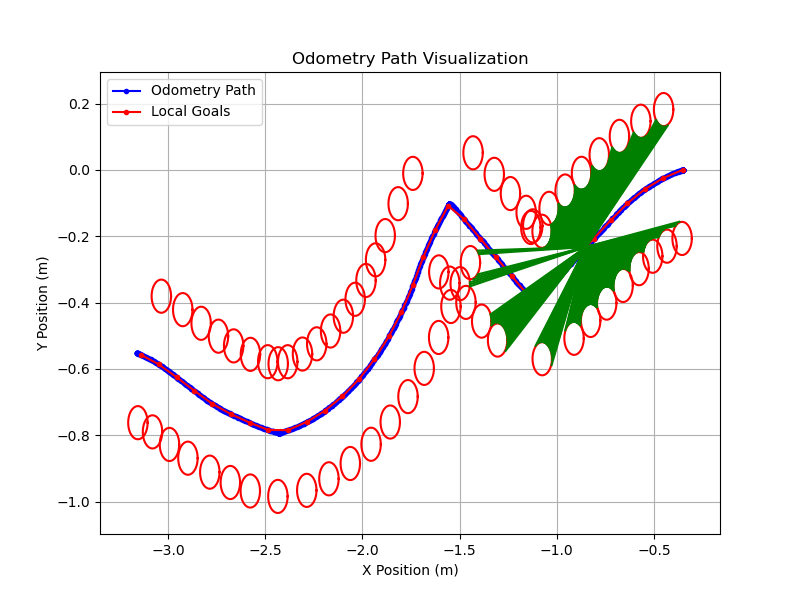 Odometry Path Visualization
Odometry Path
Local Goals
Y Position (m)
0.2
0.0
−0.2
−0.4
−0.6
−0.8
−1.0
−3.0 −2.5 −2.0 −1.5 −1.0 −0.5
X Position (m)